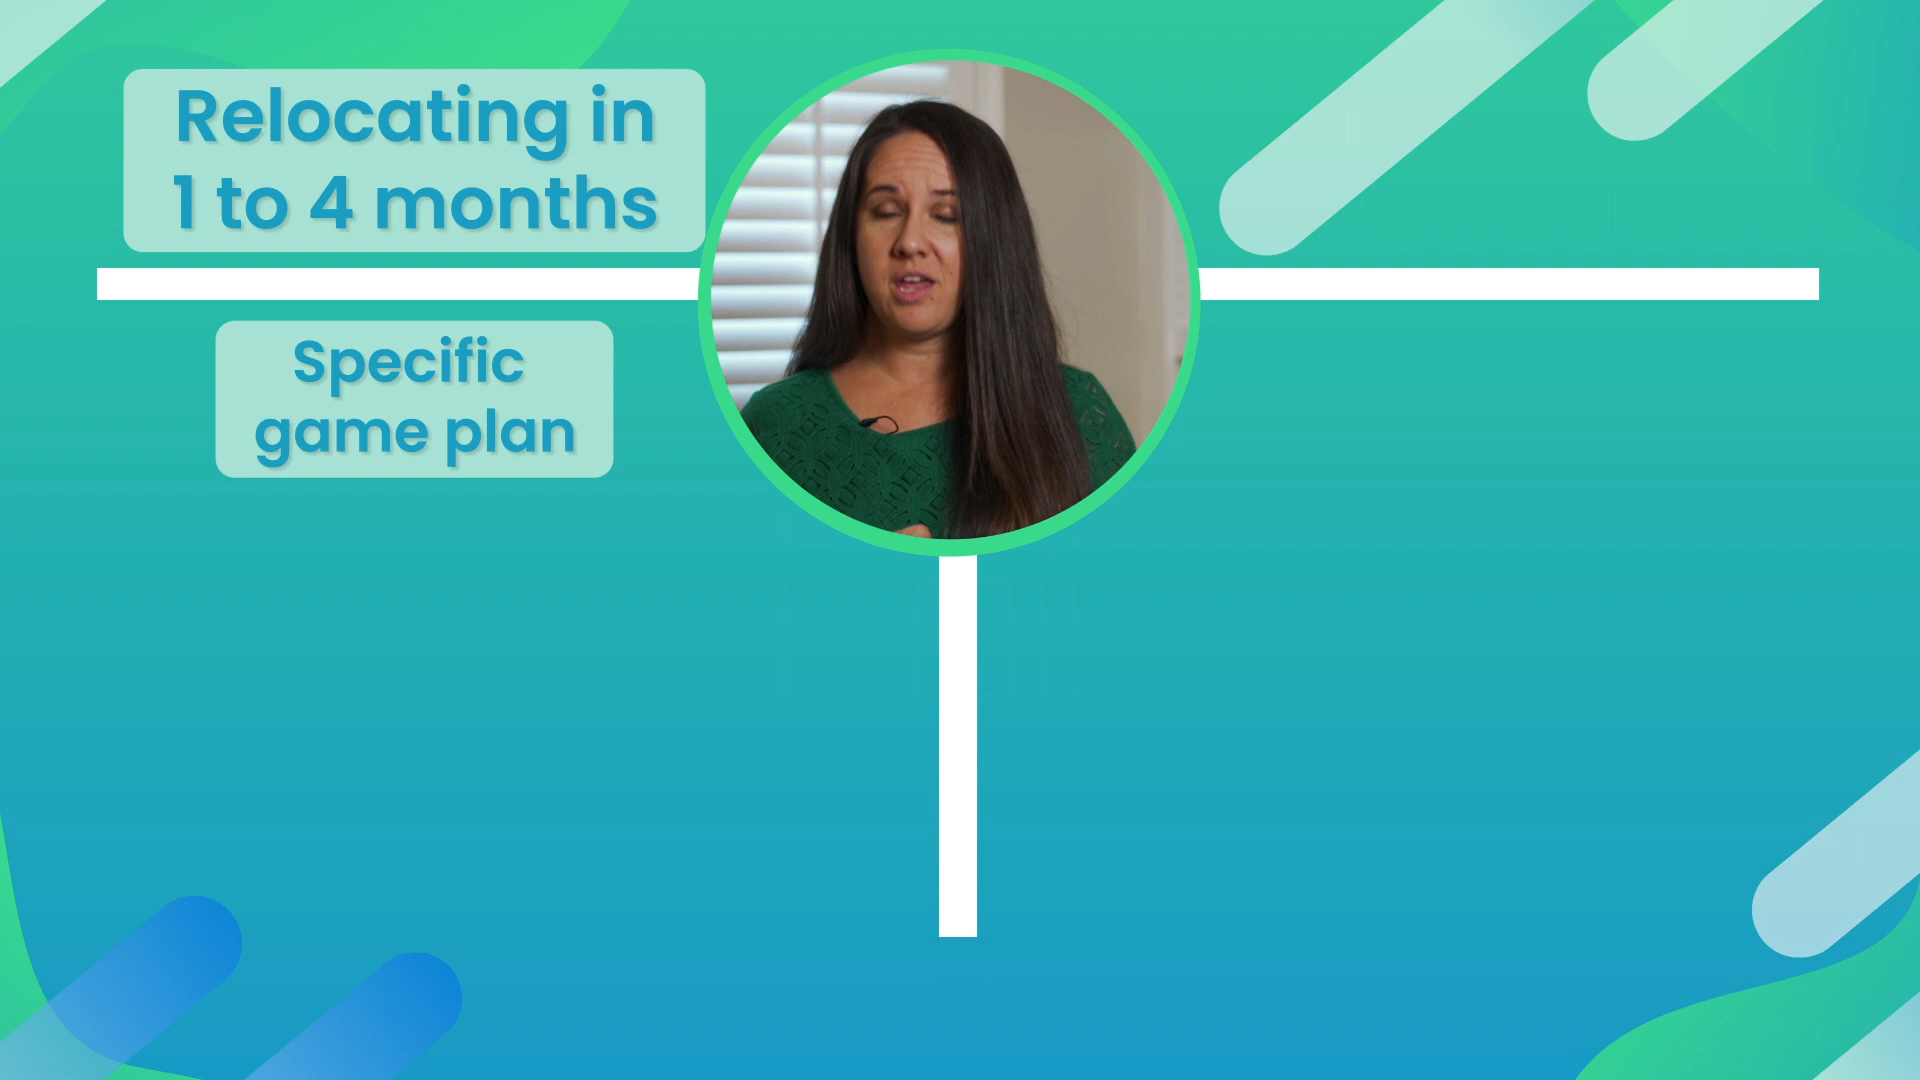 Relocating in
1 to 4 months
Specific
game plan